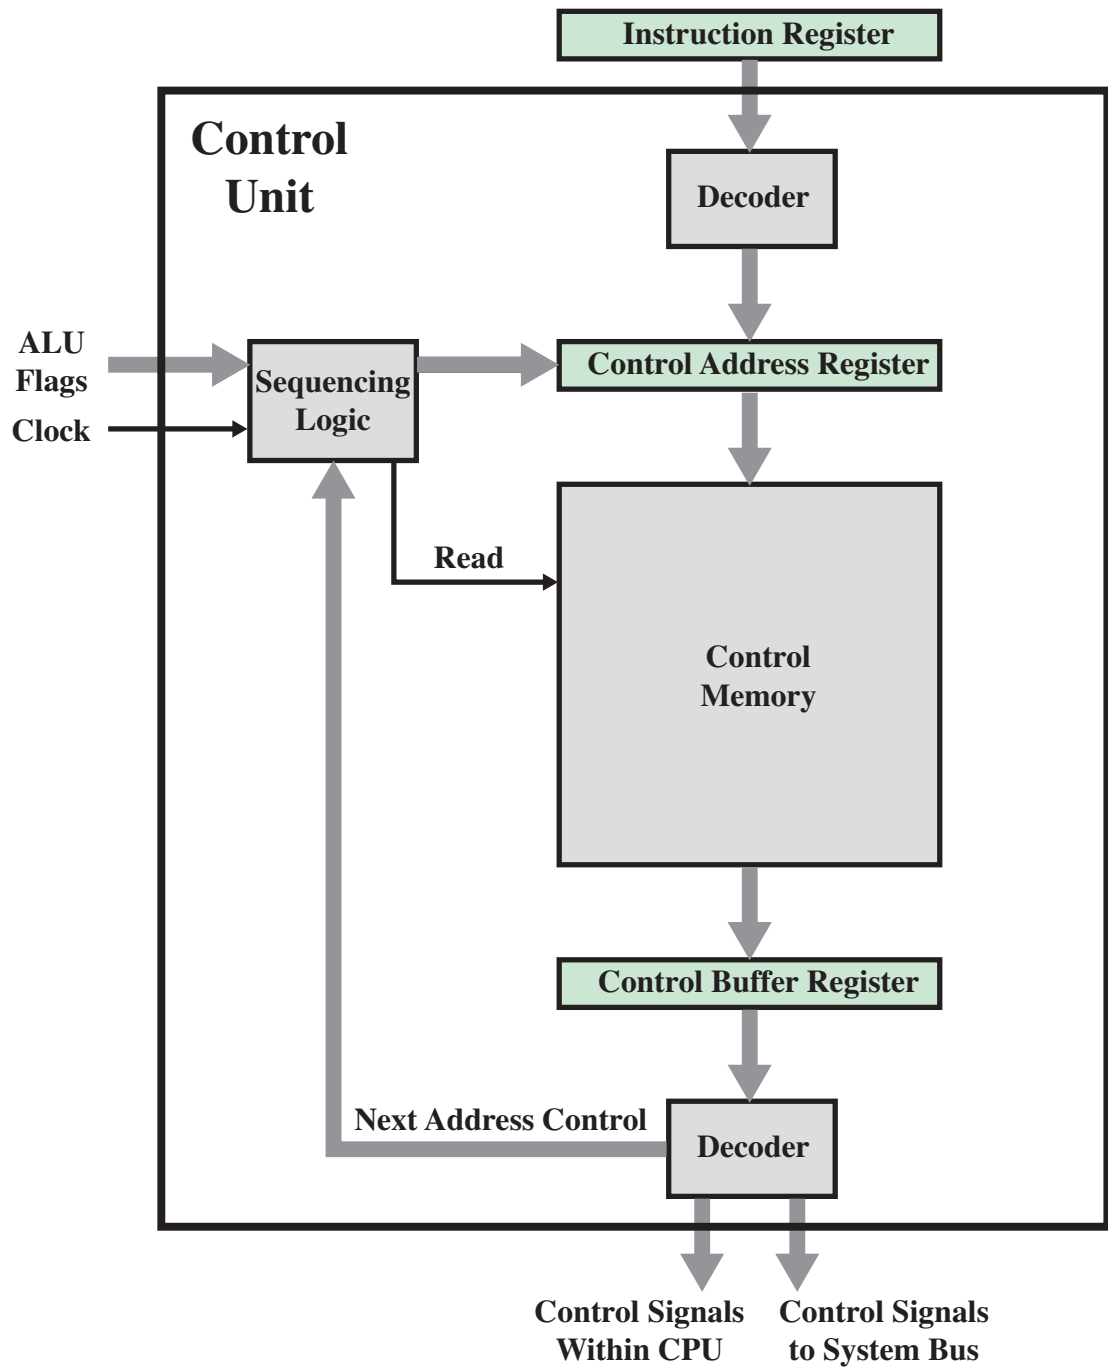 Instruction Register
Control
Unit
Decoder
ALU
Flags
Clock
Sequencing
Logic
Control Address Register
Read
Control
Memory
Control Buffer Register
Next Address Control
Decoder
Control Signals
Within CPU
Control Signals
to System Bus